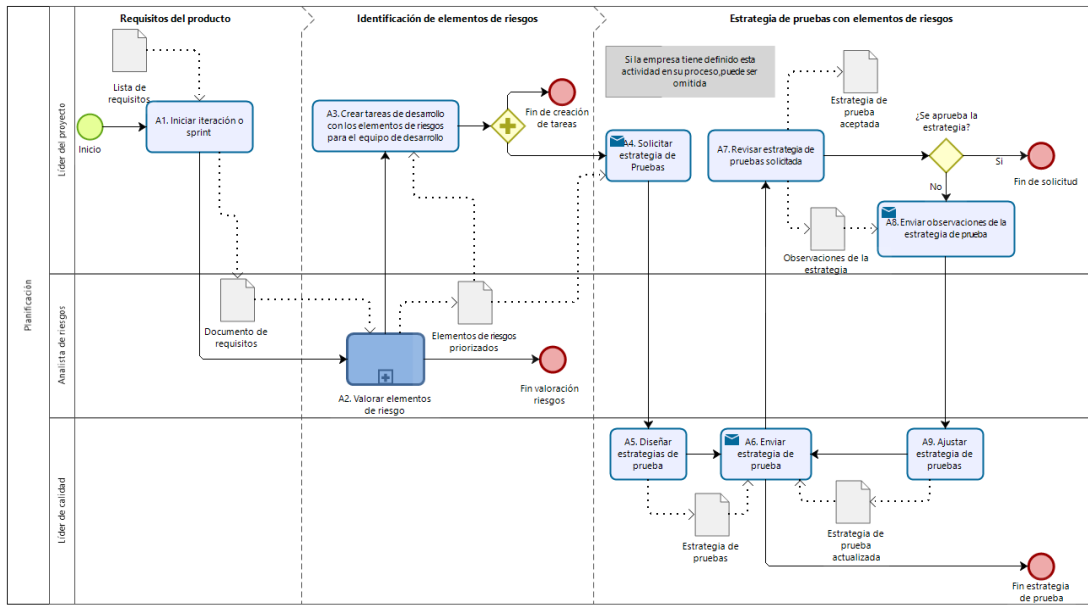 Requisitos del producto
Identificación de elementos de riesgos
Estrategia de pruebas con elementos de riesgos
Planificación
Líder del proyecto
Lista de
requisitos
Inicio
A1. Iniciar iteración o
sprint
A3. Crear tareas de desarrollo
con los elementos de riesgos
para el equipo de desarrollo
Fin de creación
de tareas
Si la empresa tiene definido esta
actividad en su proceso,puede ser
omitida
A4. Solicitar
estrategia de
Pruebas
Estrategia de
prueba
aceptada
A7. Revisar estrategia de
pruebas solicitada
¿Se aprueba la
estrategia?
Si
Fin de solicitud
No
Observaciones de la
estrategia
A8. Enviar observaciones de la
estrategia de prueba
Analista de riesgos
Documento de
requisitos
A2. Valorar elementos
de riesgo
Elementos de riesgos
priorizados
Fin valoración
riesgos
Líder de calidad
A5. Diseñar
estrategias de
prueba
A6. Enviar
estrategia de
prueba
A9. Ajustar
estrategia de
pruebas
Estrategia de
pruebas
Estrategia de
prueba
actualizada
Fin estrategia
de prueba